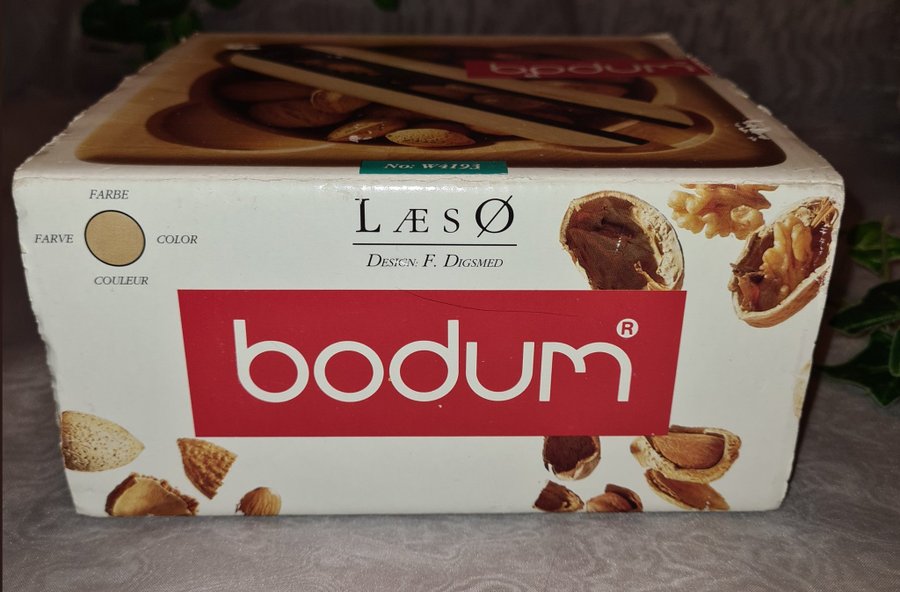 bodum
No: W4193
FARBE
FARVE
COLOR
COULEUR
LÆSØ
DESIGN: F. DIGSMED
bodum®